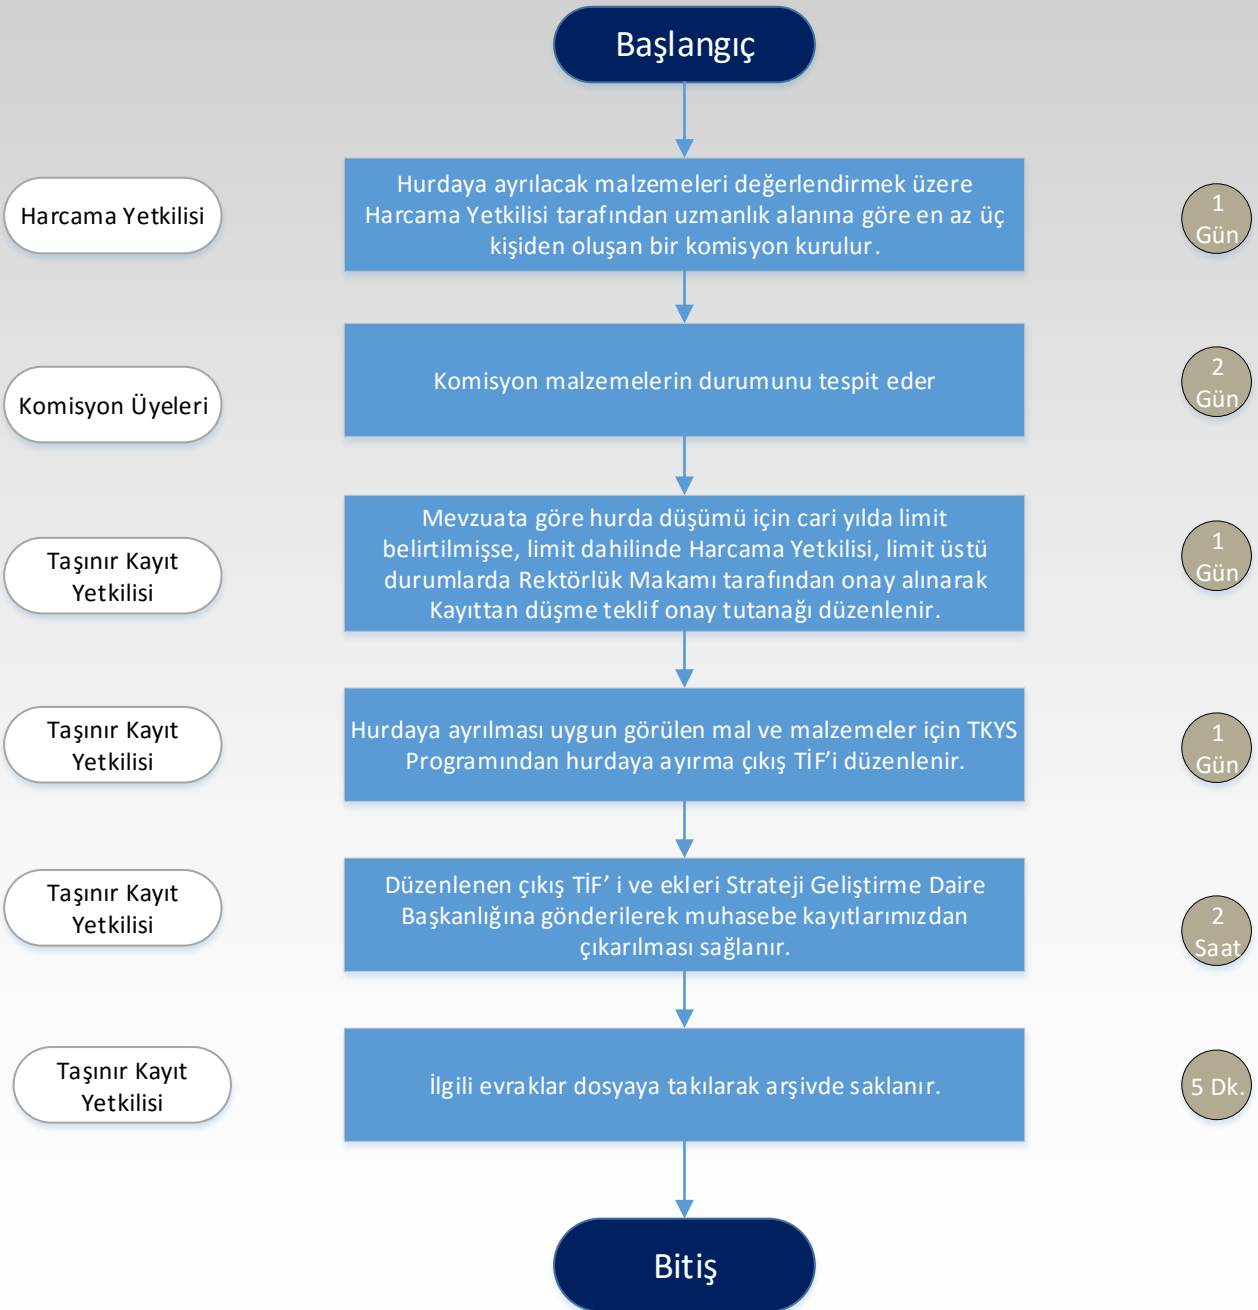 Başlangıç
Harcama Yetkilisi
Hurdaya ayrılacak malzemeleri değerlendirmek üzere
Harcama Yetkilisi tarafından uzmanlık alanına göre en az üç
kişiden oluşan bir komisyon kurulur.
1
Gün
Komisyon Üyeleri
Komisyon malzemelerin durumunu tespit eder
2
Gün
Taşınır Kayıt
Yetkilisi
Mevzuata göre hurda düşümü için cari yılda limit
belirtilmişse, limit dahilinde Harcama Yetkilisi, limit üstü
durumlarda Rektörlük Makamı tarafından onay alınarak
Kayıttan düşme teklif onay tutanağı düzenlenir.
1
Gün
Taşınır Kayıt
Yetkilisi
Hurdaya ayrılması uygun görülen mal ve malzemeler için TKYS
Programından hurdaya ayırma çıkış TİF’i düzenlenir.
1
Gün
Taşınır Kayıt
Yetkilisi
Düzenlenen çıkış TİF’ i ve ekleri Strateji Geliştirme Daire
Başkanlığına gönderilerek muhasebe kayıtlarımızdan
çıkarılması sağlanır.
2
Saat
Taşınır Kayıt
Yetkilisi
İlgili evraklar dosyaya takılarak arşivde saklanır.
5 Dk.
Bitiş